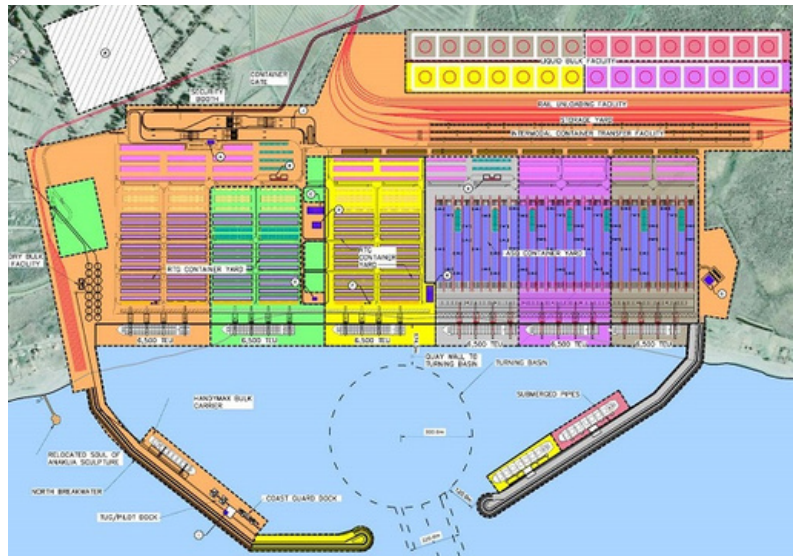 CONTAINER
GATE
SECURITY
BOOTH
LIQUID BULK FACILITY
RAIL UNLOADING FACILITY
STORAGE YARD
INTERMODAL CONTAINER TRANSFER FACILITY
DRY BULK
FACILITY
RTG CONTAINER YARD
RTG
CONTAINER
YARD
ASC CONTAINER YARD
6,500 TEU
6,500 TEU
6,500 TEU
6,500 TEU
6,500 TEU
6,500 TEU
QUAY WALL TO
TURNING BASIN
TURNING BASIN
HANDYMAX BULK
CARRIER
SUBMERGED PIPES
RELOCATED SOUL OF
ANAKLIA SCULPTURE
NORTH BREAKWATER
COAST GUARD DOCK
TUG/PILOT DOCK